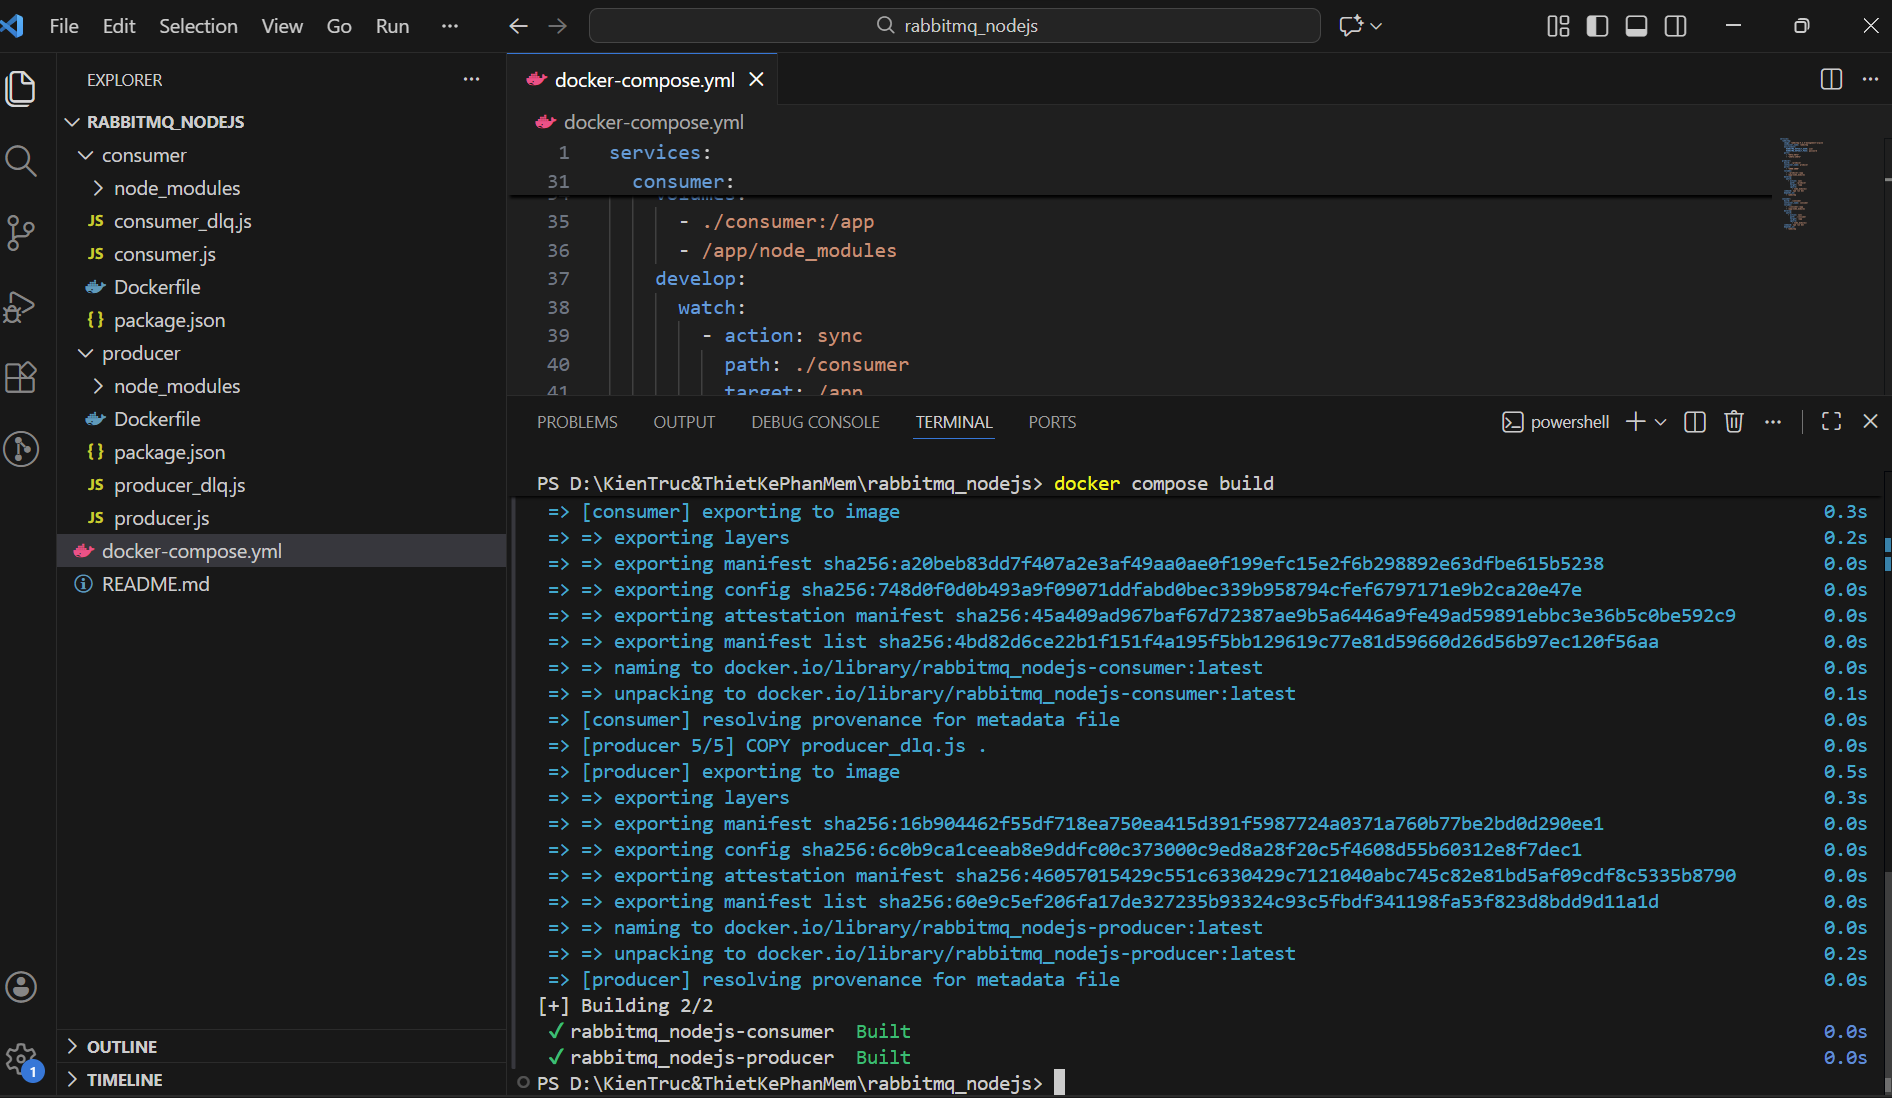 File Edit Selection View Go Run ··· rabbitmq_nodejs
EXPLORER ···
RABBITMQ_NODEJS
consumer
node_modules
JS consumer_dlq.js
JS consumer.js
Dockerfile
{} package.json
producer
node_modules
Dockerfile
{} package.json
JS producer_dlq.js
JS producer.js
docker-compose.yml
README.md
OUTLINE
TIMELINE
1
docker-compose.yml
docker-compose.yml
1 services:
31 consumer:
34 volumes:
35 - ./consumer:/app
36 - /app/node_modules
37 develop:
38 watch:
39 - action: sync
40 path: ./consumer
41 target: /app
PROBLEMS OUTPUT DEBUG CONSOLE TERMINAL PORTS powershell
PS D:\KienTruc&ThietKePhanMem\rabbitmq_nodejs> docker compose build
=> [consumer] exporting to image 0.3s
=> => exporting layers 0.2s
=> => exporting manifest sha256:a20beb83dd7f407a2e3af49aa0ae0f199efc15e2f6b298892e63dfbe615b5238 0.0s
=> => exporting config sha256:748d0f0d0b493a9f09071ddfabd0bec339b958794cfef6797171e9b2ca20e47e 0.0s
=> => exporting attestation manifest sha256:45a409ad967baf67d72387ae9b5a6446a9fe49ad59891ebbc3e36b5c0be592c9 0.0s
=> => exporting manifest list sha256:4bd82d6ce22b1f151f4a195f5bb129619c77e81d59660d26d56b97ec120f56aa 0.0s
=> => naming to docker.io/library/rabbitmq_nodejs-consumer:latest 0.0s
=> => unpacking to docker.io/library/rabbitmq_nodejs-consumer:latest 0.1s
=> [consumer] resolving provenance for metadata file 0.0s
=> [producer 5/5] COPY producer_dlq.js . 0.0s
=> [producer] exporting to image 0.5s
=> => exporting layers 0.3s
=> => exporting manifest sha256:16b904462f55df718ea750ea415d391f5987724a0371a760b77be2bd0d290ee1 0.0s
=> => exporting config sha256:6c0b9ca1ceeab8e9ddfc00c373000c9ed8a28f20c5f4608d55b60312e8f7dec1 0.0s
=> => exporting attestation manifest sha256:46057015429c551c6330429c7121040abc745c82e81bd5af09cdf8c5335b8790 0.0s
=> => exporting manifest list sha256:60e9c5ef206fa17de327235b93324c93c5fbdf341198fa53f823d8bdd9d11a1d 0.0s
=> => naming to docker.io/library/rabbitmq_nodejs-producer:latest 0.0s
=> => unpacking to docker.io/library/rabbitmq_nodejs-producer:latest 0.2s
=> [producer] resolving provenance for metadata file 0.0s
[+] Building 2/2
✓ rabbitmq_nodejs-consumer Built 0.0s
✓ rabbitmq_nodejs-producer Built 0.0s
PS D:\KienTruc&ThietKePhanMem\rabbitmq_nodejs>